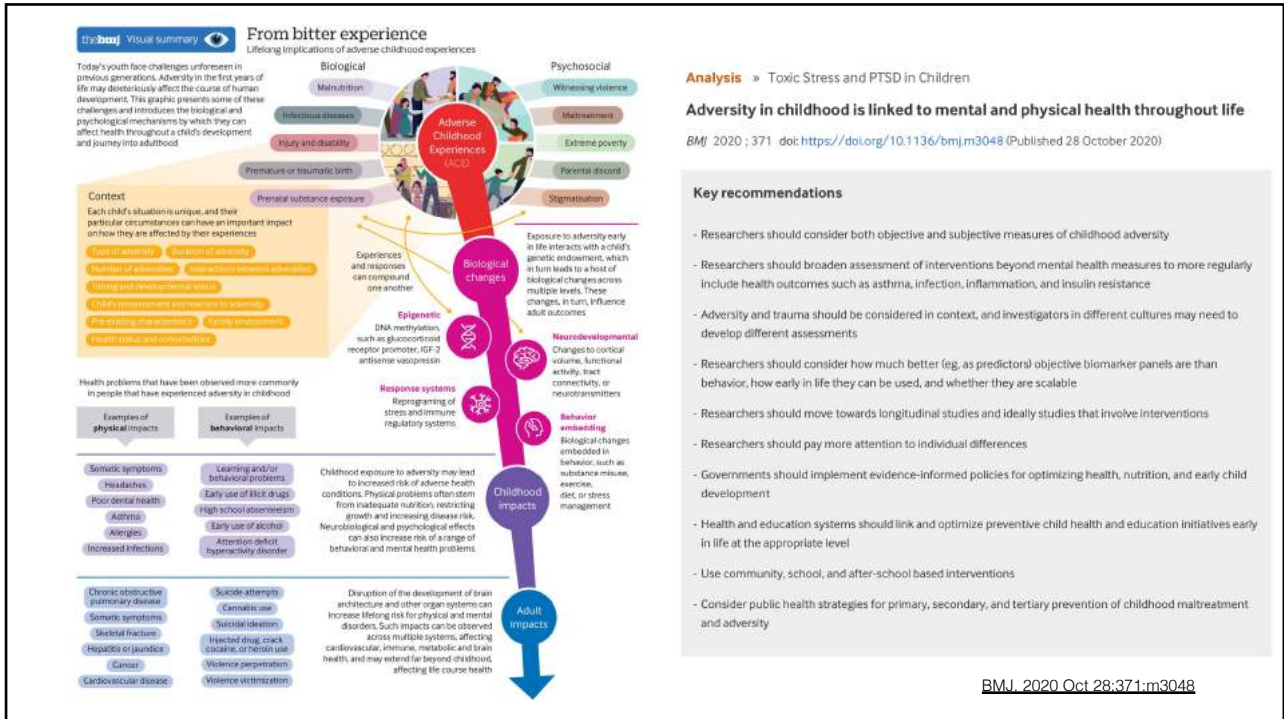 thebmj Visual summary
From bitter experience
Lifelong implications of adverse childhood experiences
Today's youth face challenges unforeseen in
previous generations. Adversity in the first years of
life may deleteriously affect the course of human
development. This graphic presents some of these
challenges and introduces the biological and
psychological mechanisms by which they can
affect health throughout a child's development
and journey into adulthood
Biological
Malnutrition
Infectious diseases
Injury and disability
Premature or traumatic birth
Prenatal substance exposure
Adverse
Childhood
Experiences
(ACE)
Psychosocial
Witnessing violence
Maltreatment
Extreme poverty
Parental discord
Stigmatisation
Context
Each child's situation is unique, and their
particular circumstances can have an important impact
on how they are affected by their experiences
Type of adversity
Duration of adversity
Number of adversities
Interactions between adversities
Timing and developmental status
Child's temperament and reaction to adversity
Pre-existing characteristics
Family environment
Health status and comorbidities
Experiences
and responses
can compound
one another
Biological
changes
Exposure to adversity early
in life interacts with a child's
genetic endowment, which
in turn leads to a host of
biological changes across
multiple levels. These
changes, in turn, influence
adult outcomes
Epigenetic
DNA methylation,
such as glucocorticoid
receptor promoter, IGF-2
antisense vasopressin
Neurodevelopmental
Changes to cortical
volume, functional
activity, tract
connectivity, or
neurotransmitters
Response systems
Reprograming of
stress and immune
regulatory systems
Behavior
embedding
Biological changes
embedded in
behavior, such as
substance misuse,
exercise,
diet, or stress
management
Health problems that have been observed more commonly
in people that have experienced adversity in childhood
Examples of
physical impacts
Examples of
behavioral impacts
Somatic symptoms
Headaches
Poor dental health
Asthma
Allergies
Increased infections
Learning and/or
behavioral problems
Early use of illicit drugs
High school absenteeism
Early use of alcohol
Attention deficit
hyperactivity disorder
Childhood exposure to adversity may lead
to increased risk of adverse health
conditions. Physical problems often stem
from inadequate nutrition, restricting
growth and increasing disease risk.
Neurobiological and psychological effects
can also increase risk of a range of
behavioral and mental health problems
Childhood
impacts
Chronic obstructive
pulmonary disease
Somatic symptoms
Skeletal fracture
Hepatitis or jaundice
Cancer
Cardiovascular disease
Suicide attempts
Cannabis use
Suicidal ideation
Injected drug, crack
cocaine, or heroin use
Violence perpetration
Violence victimization
Disruption of the development of brain
architecture and other organ systems can
increase lifelong risk for physical and mental
disorders. Such impacts can be observed
across multiple systems, affecting
cardiovascular, immune, metabolic and brain
health, and may extend far beyond childhood,
affecting life course health
Adult
impacts
Analysis » Toxic Stress and PTSD in Children
Adversity in childhood is linked to mental and physical health throughout life
BMJ 2020 ; 371 doi: https://doi.org/10.1136/bmj.m3048 (Published 28 October 2020)
Key recommendations
- Researchers should consider both objective and subjective measures of childhood adversity
- Researchers should broaden assessment of interventions beyond mental health measures to more regularly
include health outcomes such as asthma, infection, inflammation, and insulin resistance
- Adversity and trauma should be considered in context, and investigators in different cultures may need to
develop different assessments
- Researchers should consider how much better (eg, as predictors) objective biomarker panels are than
behavior, how early in life they can be used, and whether they are scalable
- Researchers should move towards longitudinal studies and ideally studies that involve interventions
- Researchers should pay more attention to individual differences
- Governments should implement evidence-informed policies for optimizing health, nutrition, and early child
development
- Health and education systems should link and optimize preventive child health and education initiatives early
in life at the appropriate level
- Use community, school, and after-school based interventions
- Consider public health strategies for primary, secondary, and tertiary prevention of childhood maltreatment
and adversity
BMJ. 2020 Oct 28:371:m3048